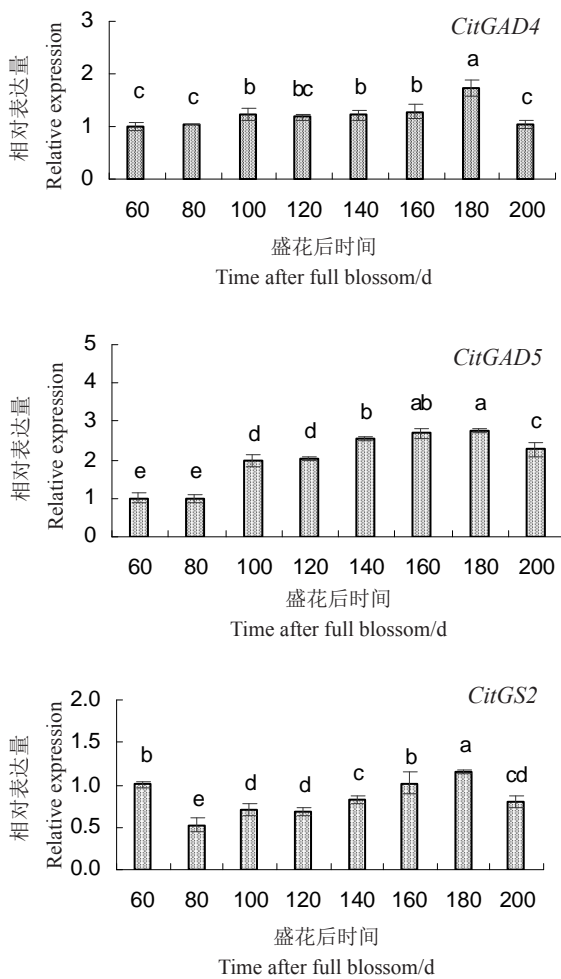 CitGAD4
相对表达量
Relative expression
3
2
1
0
c c b bc b b a c
60 80 100 120 140 160 180 200
盛花后时间
Time after full blossom/d
CitGAD5
相对表达量
Relative expression
5
4
3
2
1
0
e e d d b ab a c
60 80 100 120 140 160 180 200
盛花后时间
Time after full blossom/d
CitGS2
相对表达量
Relative expression
2.0
1.5
1.0
0.5
0.0
b e d d c b a cd
60 80 100 120 140 160 180 200
盛花后时间
Time after full blossom/d